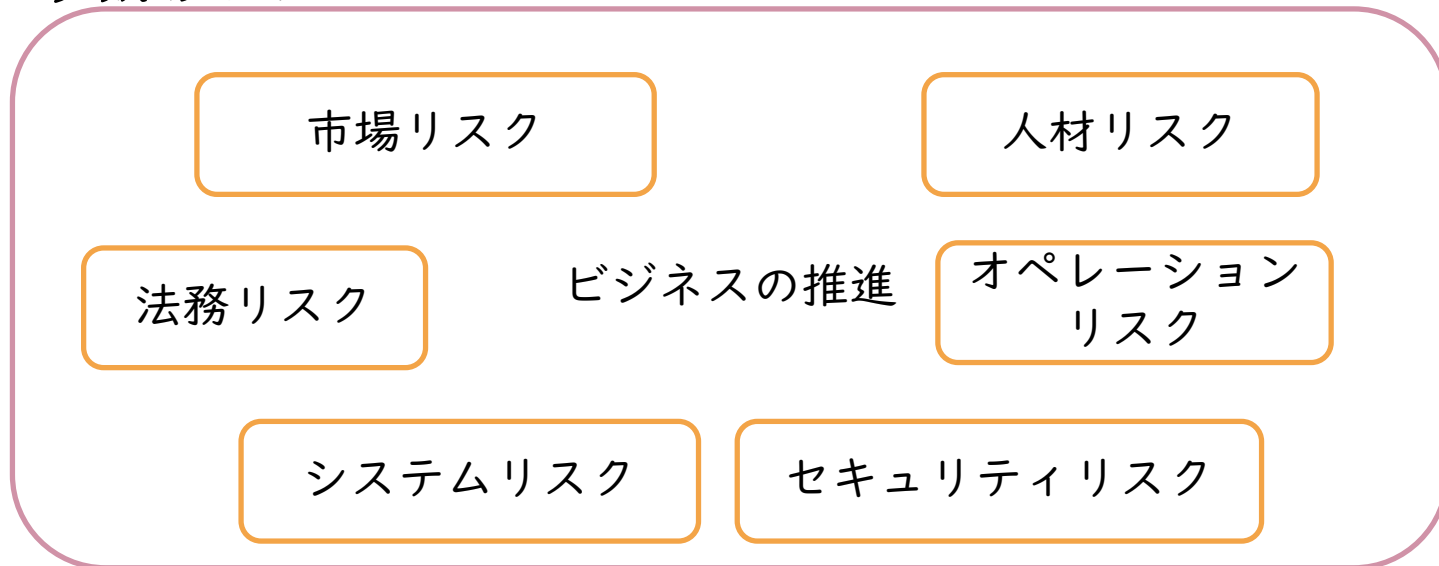 市場リスク
人材リスク
法務リスク
ビジネスの推進
オペレーション
リスク
システムリスク
セキュリティリスク